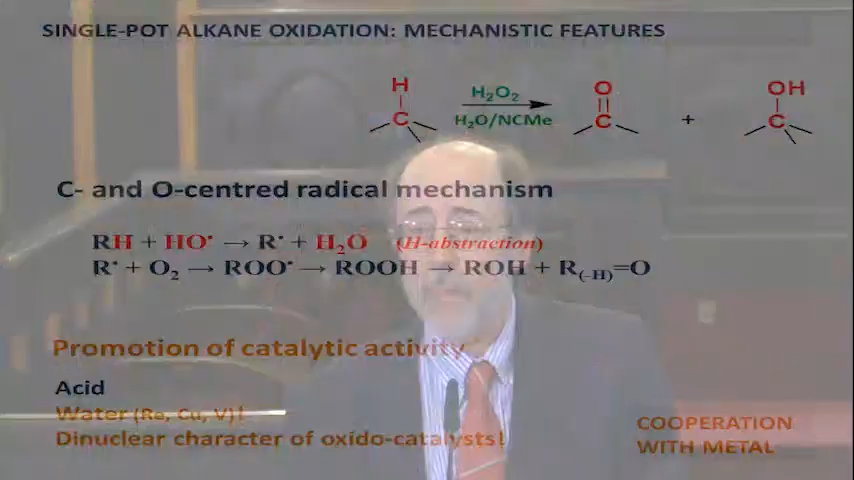 SINGLE-POT ALKANE OXIDATION: MECHANISTIC FEATURES
H
C
H₂O₂
H₂O/NCMe
O
C
+
OH
C
C- and O-centred radical mechanism
RH + HO• → R• + H₂O (H-abstraction)
R• + O₂ → ROO• → ROOH → ROH + R(–H)=O
Promotion of catalytic activity
Acid
Water (Re, Cu, V)!
Dinuclear character of oxido-catalysts!
COOPERATION
WITH METAL